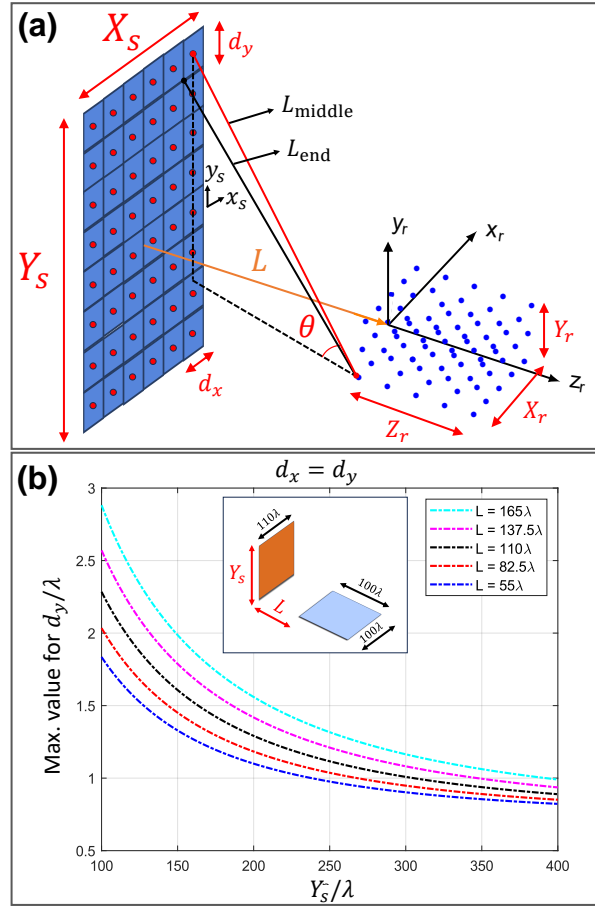 (a)
X_s
d_y
L_middle
L_end
y_s
x_s
Y_s
L
θ
d_x
y_r
x_r
z_r
Y_r
X_r
Z_r
(b)
d_x = d_y
3
2.5
2
1.5
1
0.5
Max. value for d_y/λ
110λ
Y_s
L
100λ
100λ
L = 165λ
L = 137.5λ
L = 110λ
L = 82.5λ
L = 55λ
100 150 200 250 300 350 400
Y_s/λ